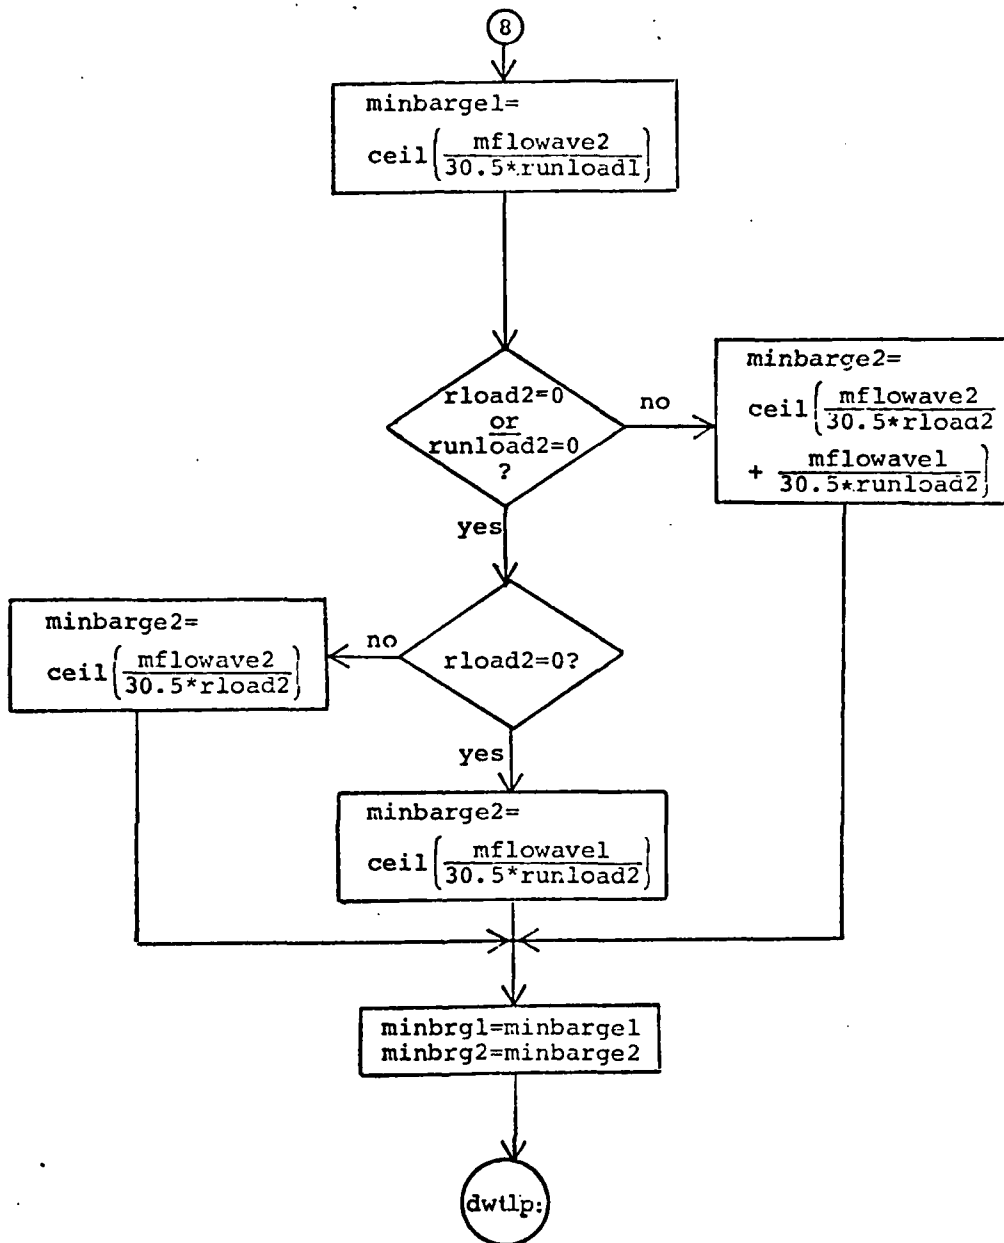 8
minbarge1=
ceil(mflowave2
30.5*runload1)
rload2=0
or
runload2=0
?
no
minbarge2=
ceil(mflowave2
30.5*rload2
+ mflowave1
30.5*runload2)
yes
minbarge2=
ceil(mflowave2
30.5*rload2)
no
rload2=0?
yes
minbarge2=
ceil(mflowave1
30.5*runload2)
minbrg1=minbarge1
minbrg2=minbarge2
dwtlp: